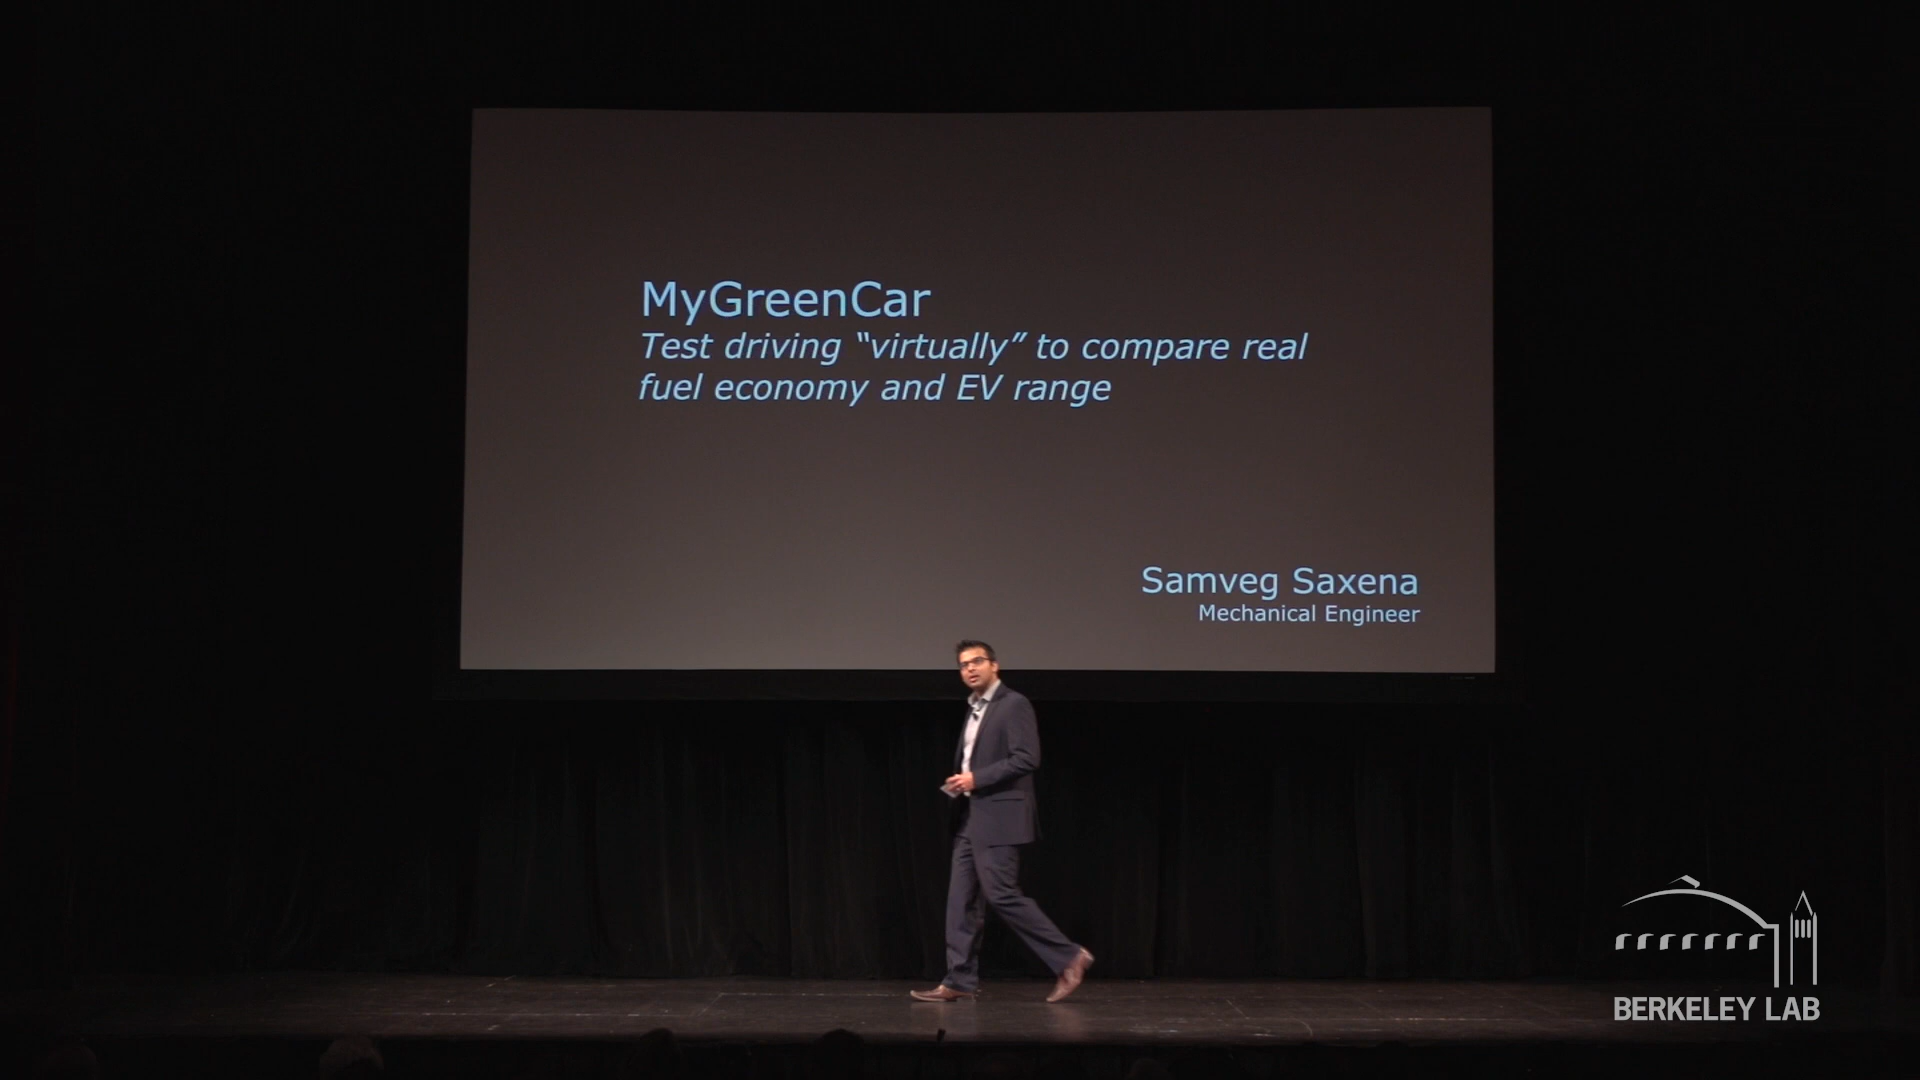 MyGreenCar
Test driving “virtually” to compare real
fuel economy and EV range
Samveg Saxena
Mechanical Engineer
BERKELEY LAB